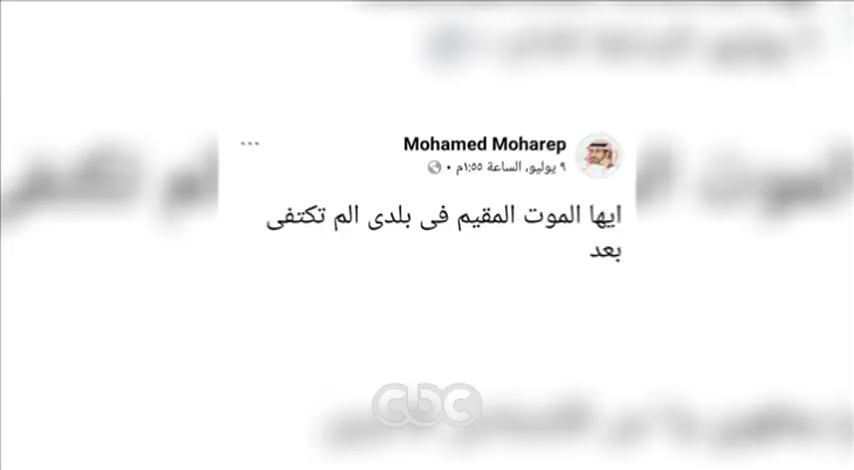 Mohamed Moharep
٩ يوليو، الساعة ١:٥٥م •
ايها الموت المقيم فى بلدى الم تكتفى
بعد
cbc